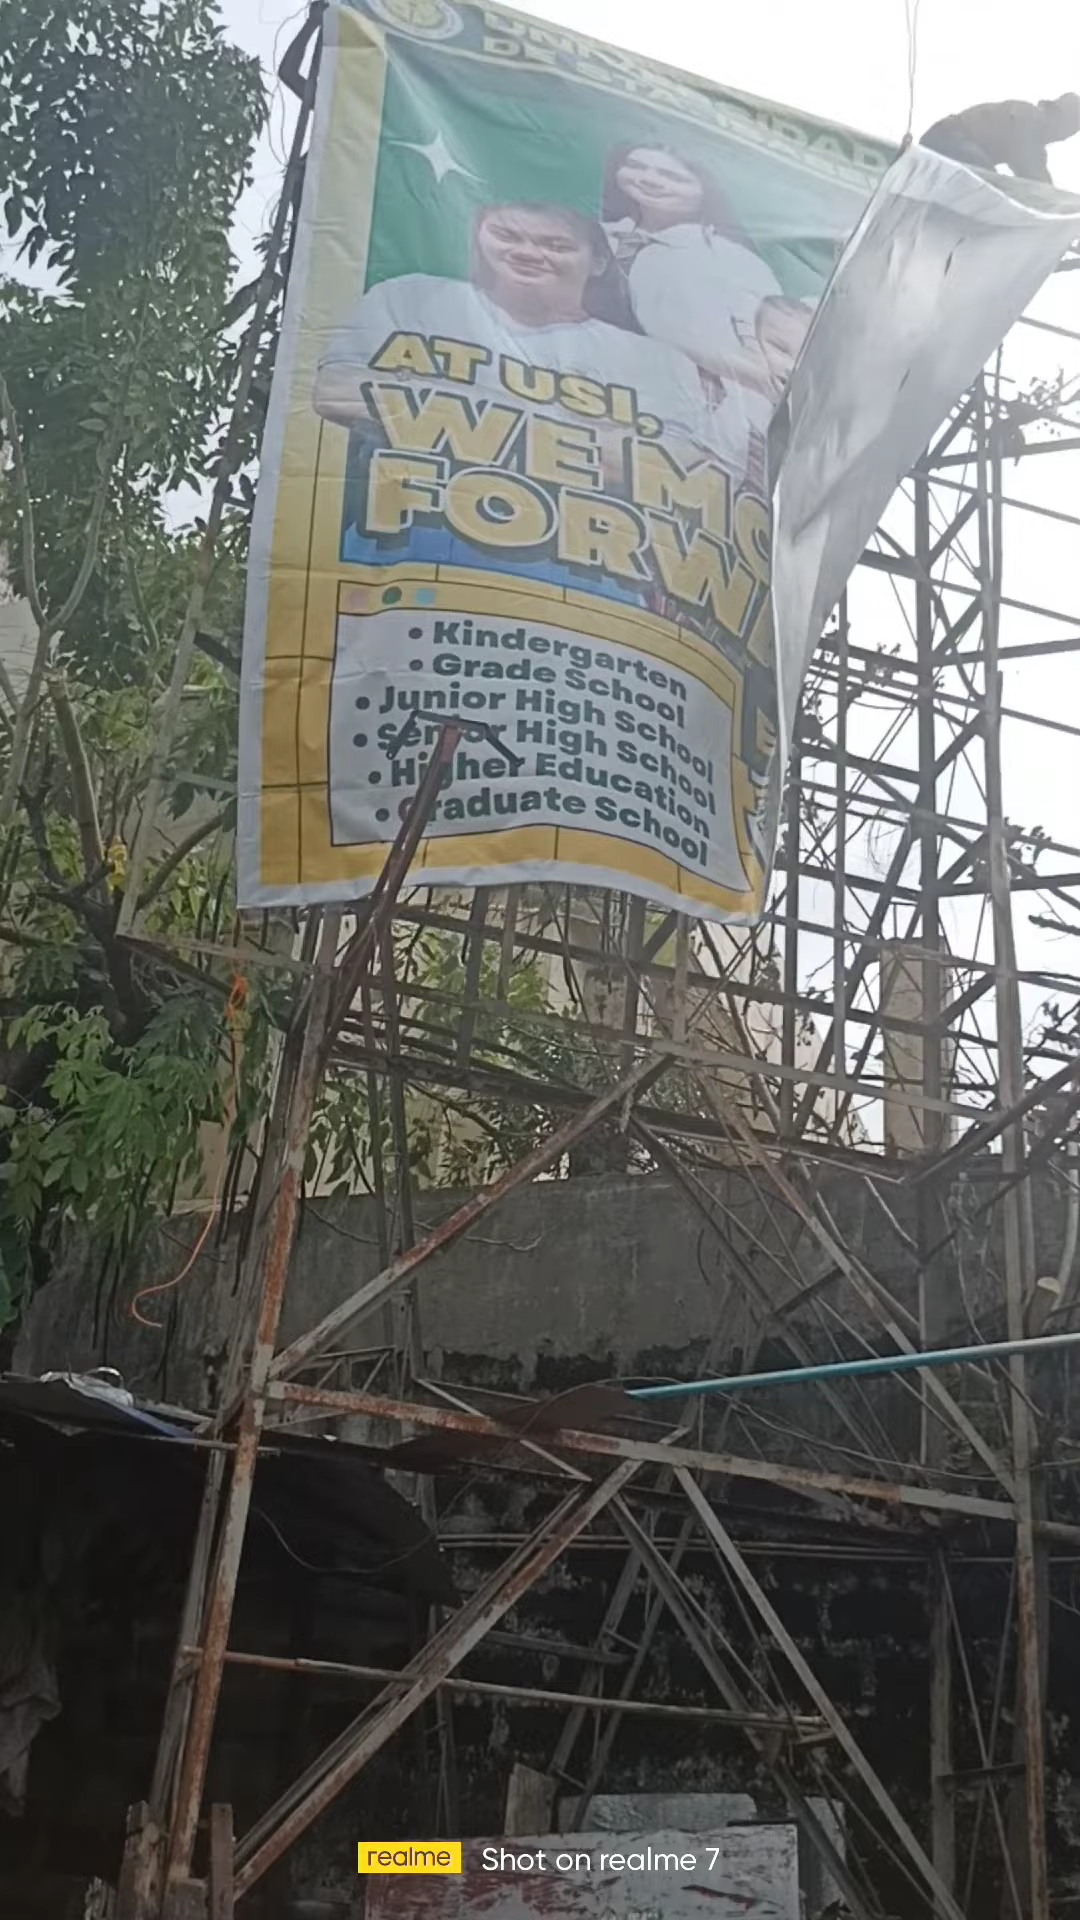 AT USI,
WE
FORW
• Kindergarten
• Grade School
• Junior High School
• Senior High School
• Higher Education
• Graduate School
realme Shot on realme 7